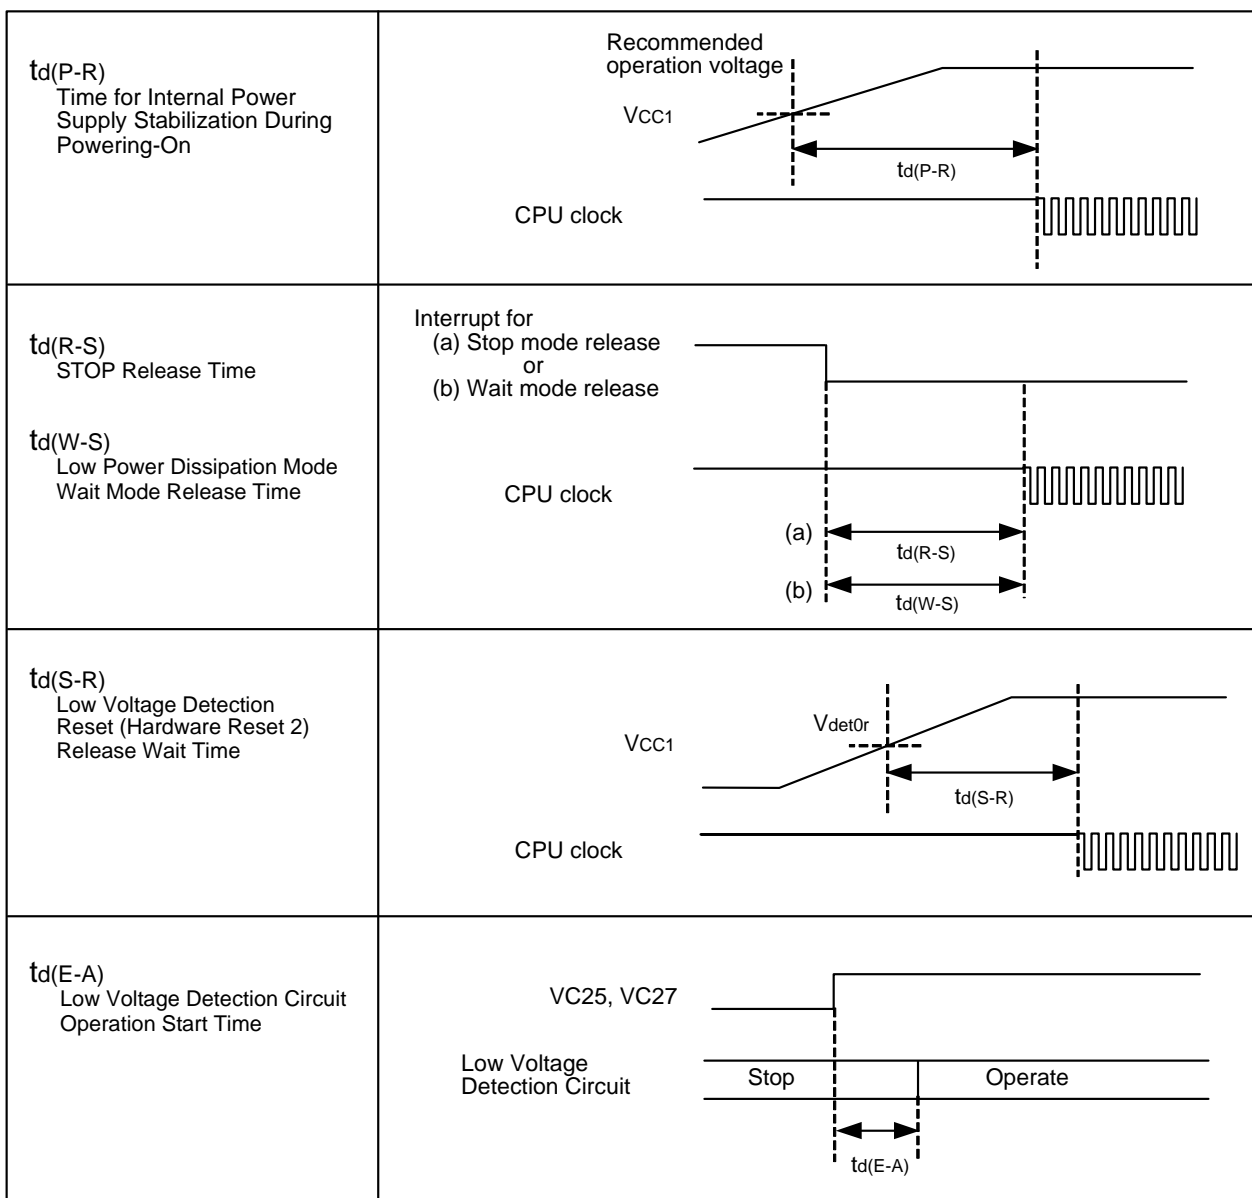 td(P-R)
Time for Internal Power
Supply Stabilization During
Powering-On
Recommended
operation voltage
VCC1
td(P-R)
CPU clock
td(R-S)
STOP Release Time
td(W-S)
Low Power Dissipation Mode
Wait Mode Release Time
Interrupt for
(a) Stop mode release
or
(b) Wait mode release
CPU clock
(a)
td(R-S)
(b)
td(W-S)
td(S-R)
Low Voltage Detection
Reset (Hardware Reset 2)
Release Wait Time
Vdet0r
VCC1
td(S-R)
CPU clock
td(E-A)
Low Voltage Detection Circuit
Operation Start Time
VC25, VC27
Low Voltage
Detection Circuit
Stop
Operate
td(E-A)